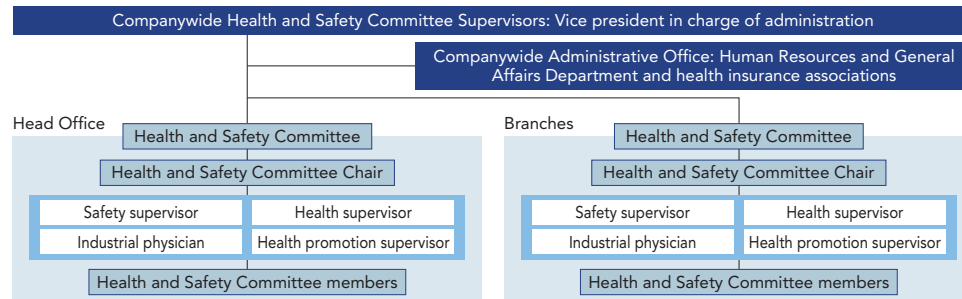 Companywide Health and Safety Committee Supervisors: Vice president in charge of administration
Companywide Administrative Office: Human Resources and General
Affairs Department and health insurance associations
Head Office
Health and Safety Committee
Health and Safety Committee Chair
Safety supervisor
Health supervisor
Industrial physician
Health promotion supervisor
Health and Safety Committee members
Branches
Health and Safety Committee
Health and Safety Committee Chair
Safety supervisor
Health supervisor
Industrial physician
Health promotion supervisor
Health and Safety Committee members